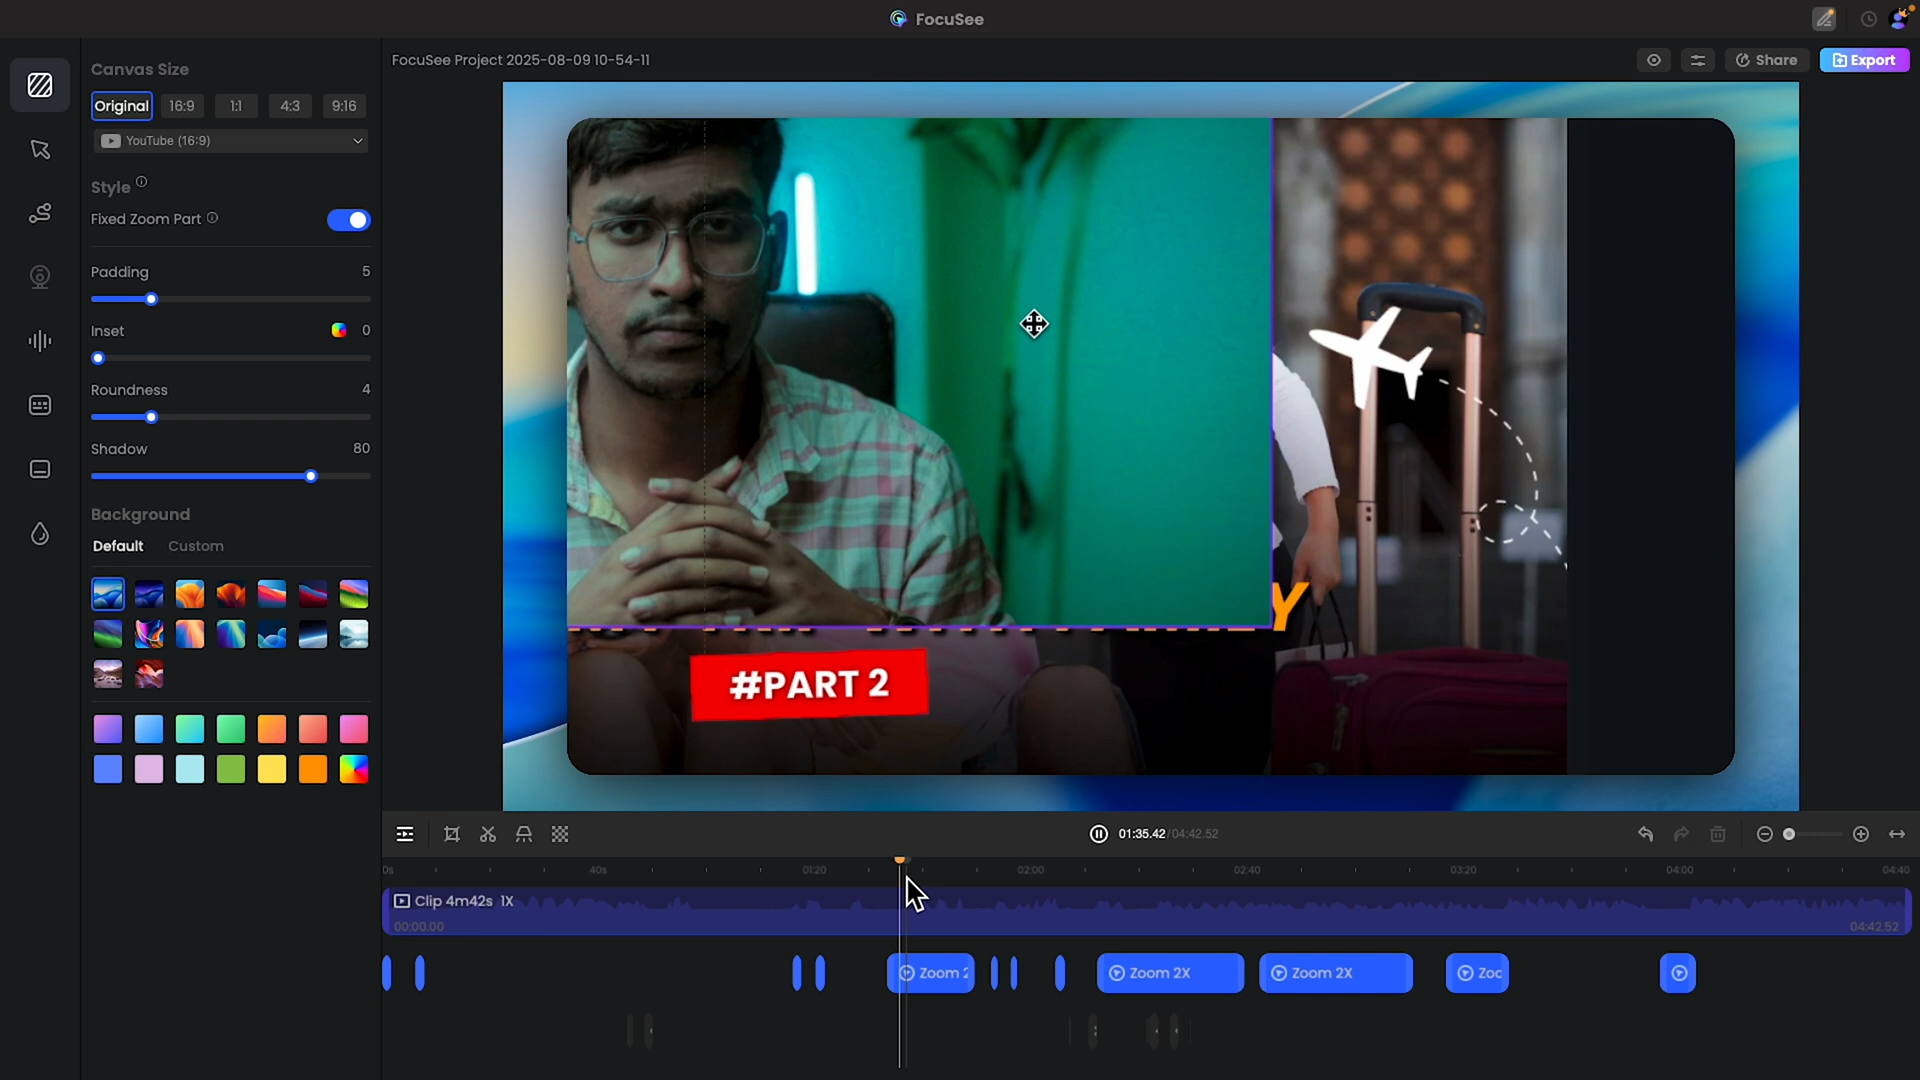 FocuSee
Canvas Size
FocuSee Project 2025-08-09 10-54-11
Share
Export
Original
16:9
1:1
4:3
9:16
YouTube (16:9)
Style
Fixed Zoom Part
Padding
5
Inset
0
Roundness
4
Shadow
80
Background
Default
Custom
Y
#PART 2
01:35.42/04:42.52
0s
40s
01:20
02:00
02:40
03:20
04:00
04:40
Clip 4m42s 1X
00:00.00
04:42.52
Zoom 2
Zoom 2X
Zoom 2X
Zoc